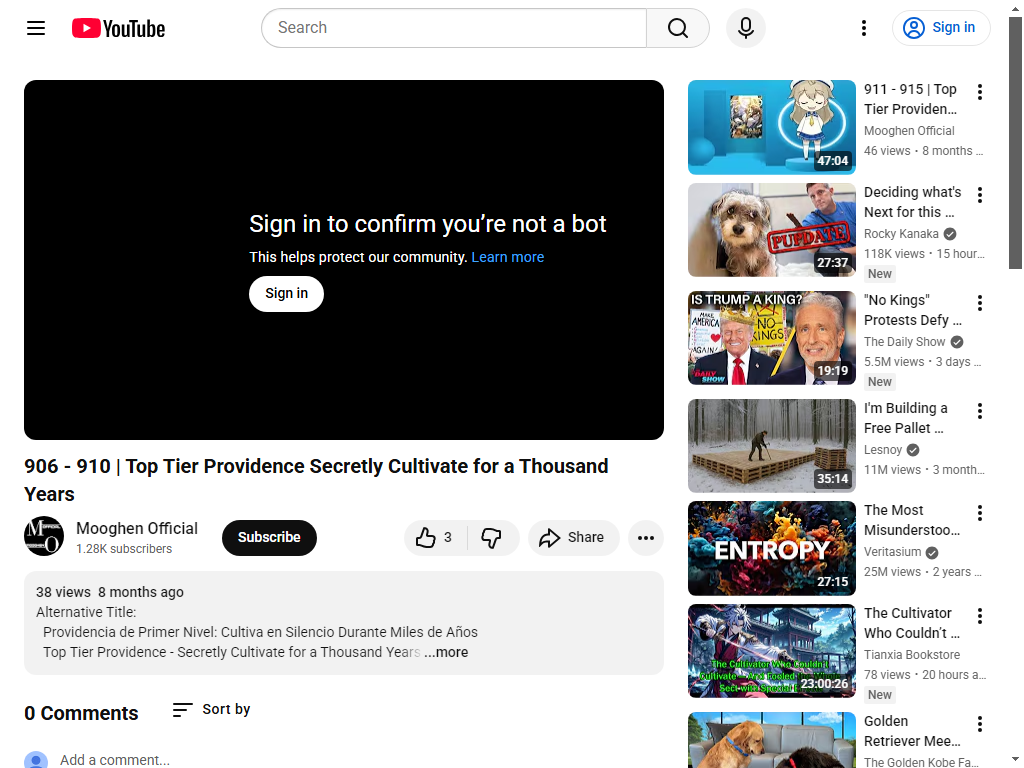 YouTube
Search
Sign in
Sign in to confirm you're not a bot
This helps protect our community. Learn more
Sign in
906 - 910 | Top Tier Providence Secretly Cultivate for a Thousand
Years
Mooghen Official
1.28K subscribers
Subscribe
3
Share
38 views 8 months ago
Alternative Title:
Providencia de Primer Nivel: Cultiva en Silencio Durante Miles de Años
Top Tier Providence - Secretly Cultivate for a Thousand Years ...more
0 Comments
Sort by
Add a comment...
47:04
911 - 915 | Top
Tier Providen...
Mooghen Official
46 views • 8 months ...
PUPDATE
27:37
Deciding what's
Next for this ...
Rocky Kanaka
118K views • 15 hour...
New
IS TRUMP A KING?
MAKE
AMERICA
AGAIN!
NO
KINGS
THE
DAILY
SHOW
19:19
"No Kings"
Protests Defy ...
The Daily Show
5.5M views • 3 days ...
New
35:14
I'm Building a
Free Pallet ...
Lesnoy
11M views • 3 month...
ENTROPY
27:15
The Most
Misunderstoo...
Veritasium
25M views • 2 years ...
The Cultivator Who Couldn't
Cultivate
Sect with Special
23:00:26
The Cultivator
Who Couldn't ...
Tianxia Bookstore
78 views • 20 hours a...
New
Golden
Retriever Mee...
The Golden Kobe Fa...